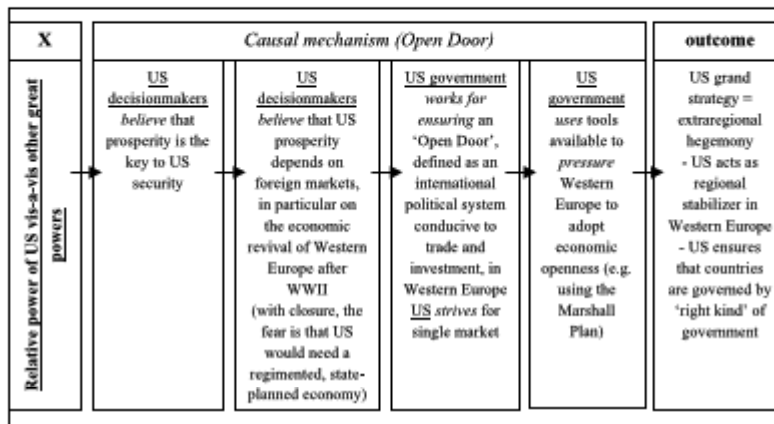 X
Causal mechanism (Open Door)
outcome
Relative power of US vis-a-vis other great
powers
US
decisionmakers
believe that
prosperity is the
key to US
security
US
decisionmakers
believe that US
prosperity
depends on
foreign markets,
in particular on
the economic
revival of Western
Europe after
WWII
(with closure, the
fear is that US
would need a
regimented, state-
planned economy)
US government
works for
ensuring an
‘Open Door’,
defined as an
international
political system
conducive to
trade and
investment, in
Western Europe
US strives for
single market
US
government
uses tools
available to
pressure
Western
Europe to
adopt
economic
openness (e.g.
using the
Marshall
Plan)
US grand
strategy =
extraregional
hegemony
- US acts as
regional
stabilizer in
Western Europe
- US ensures
that countries
are governed by
‘right kind’ of
government